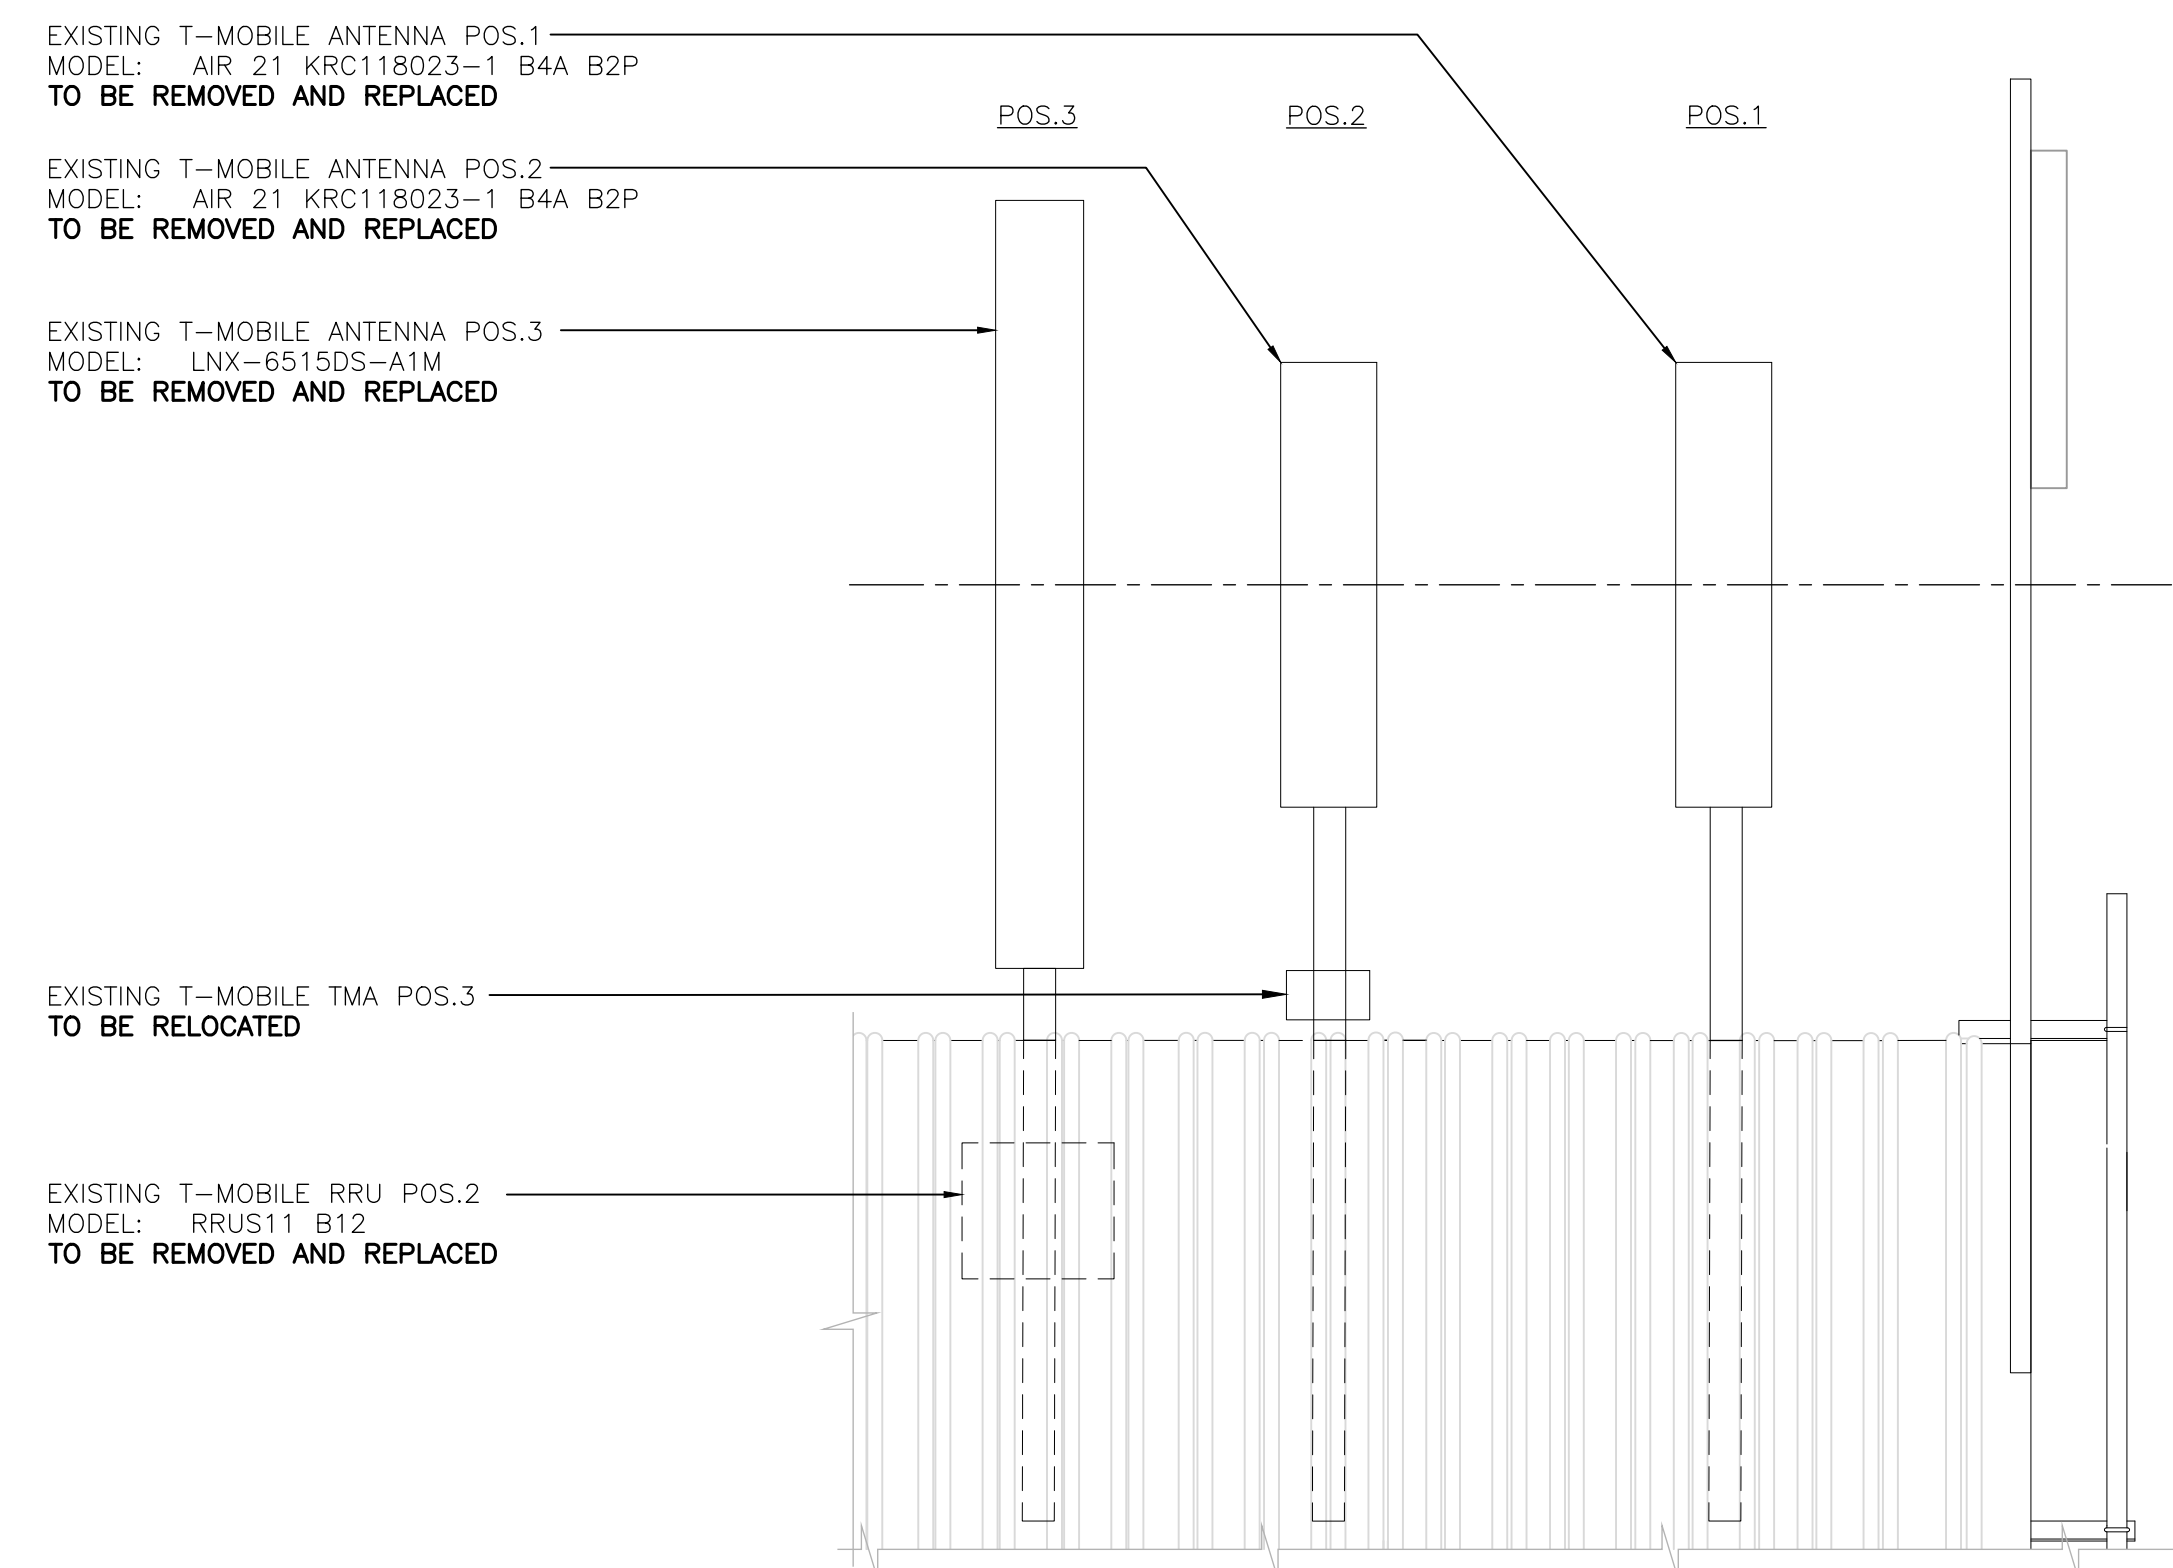 EXISTING T-MOBILE ANTENNA POS.1
MODEL: AIR 21 KRC118023-1 B4A B2P
TO BE REMOVED AND REPLACED
POS.3
POS.2
POS.1
EXISTING T-MOBILE ANTENNA POS.2
MODEL: AIR 21 KRC118023-1 B4A B2P
TO BE REMOVED AND REPLACED
EXISTING T-MOBILE ANTENNA POS.3
MODEL: LNX-6515DS-A1M
TO BE REMOVED AND REPLACED
EXISTING T-MOBILE TMA POS.3
TO BE RELOCATED
EXISTING T-MOBILE RRU POS.2
MODEL: RRUS11 B12
TO BE REMOVED AND REPLACED